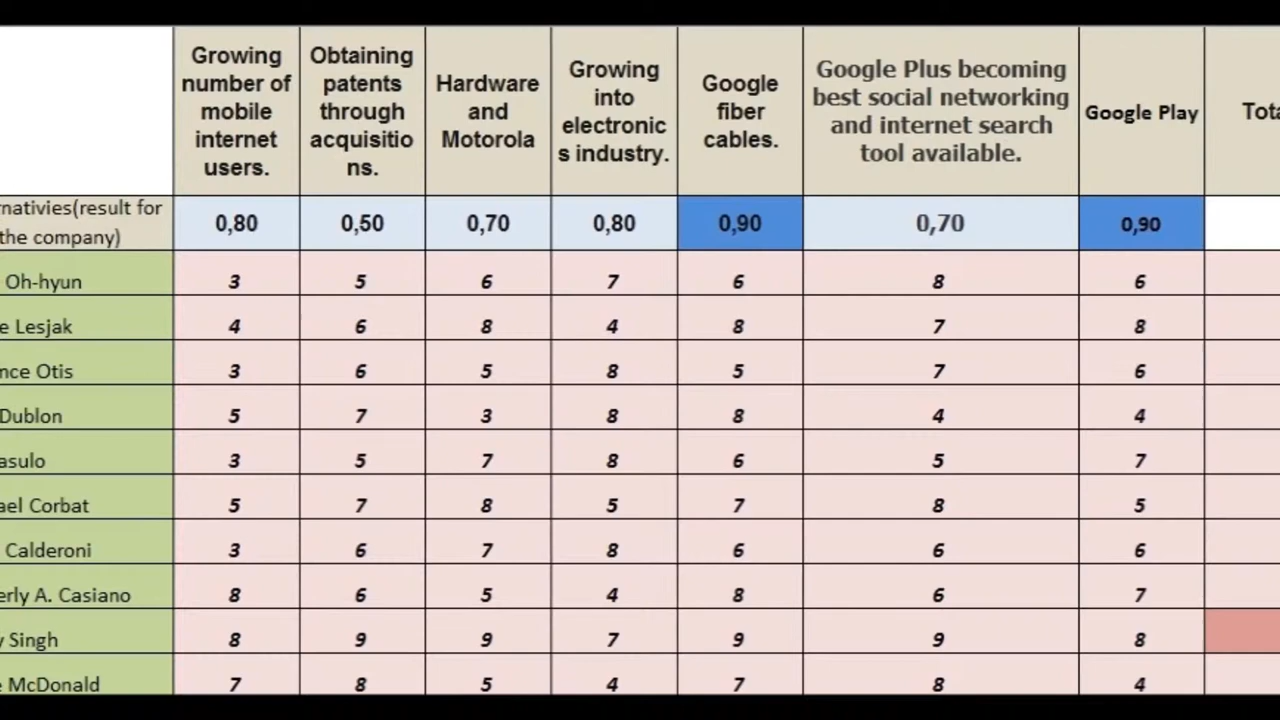 Growing number of mobile internet users.
Obtaining patents through acquisitio ns.
Hardware and Motorola
Growing into electronic s industry.
Google fiber cables.
Google Plus becoming best social networking and internet search tool available.
Google Play
Tota
rnativies(result for the company) 0,80 0,50 0,70 0,80 0,90 0,70 0,90
Oh-hyun 3 5 6 7 6 8 6
e Lesjak 4 6 8 4 8 7 8
nce Otis 3 6 5 8 5 7 6
Dublon 5 7 3 8 8 4 4
asulo 3 5 7 8 6 5 7
ael Corbat 5 7 8 5 7 8 5
Calderoni 3 6 7 8 6 6 6
erly A. Casiano 8 6 5 4 8 6 7
y Singh 8 9 9 7 9 9 8
e McDonald 7 8 5 4 7 8 4